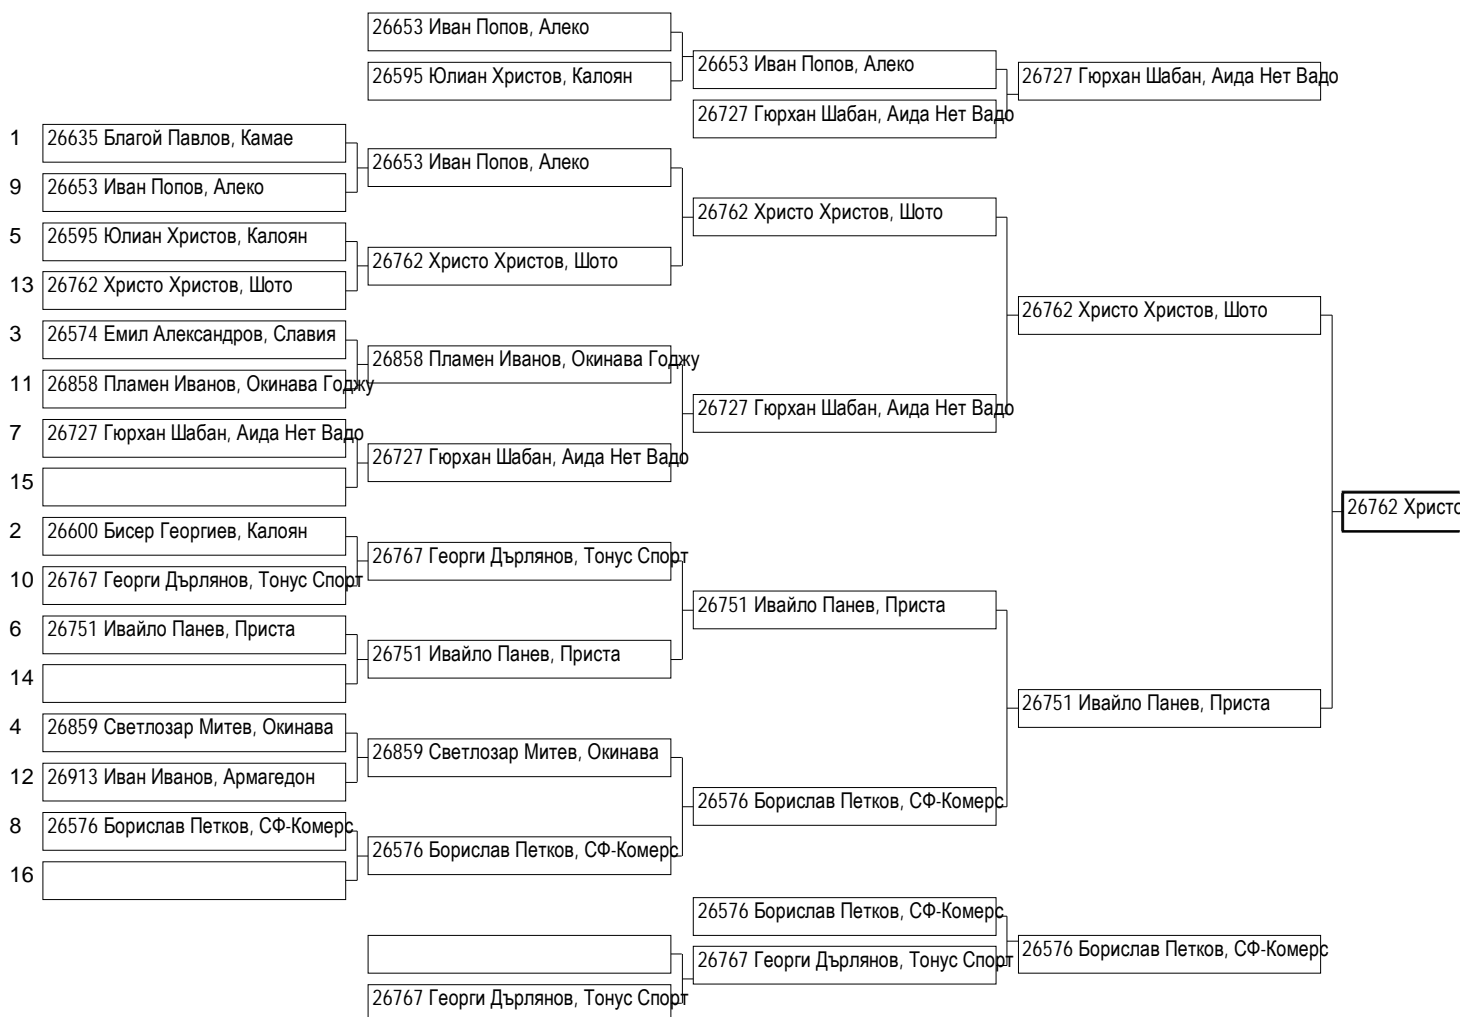 26653 Иван Попов, Алеко
26595 Юлиан Христов, Калоян
26653 Иван Попов, Алеко
26727 Гюрхан Шабан, Аида Нет Вадо
26727 Гюрхан Шабан, Аида Нет Вадо
1 26635 Благой Павлов, Камае
9 26653 Иван Попов, Алеко
5 26595 Юлиан Христов, Калоян
13 26762 Христо Христов, Шото
3 26574 Емил Александров, Славия
11 26858 Пламен Иванов, Окинава Годжу
7 26727 Гюрхан Шабан, Аида Нет Вадо
15
2 26600 Бисер Георгиев, Калоян
10 26767 Георги Дърлянов, Тонус Спорт
6 26751 Ивайло Панев, Приста
14
4 26859 Светлозар Митев, Окинава
12 26913 Иван Иванов, Армагедон
8 26576 Борислав Петков, СФ-Комерс
16
26653 Иван Попов, Алеко
26762 Христо Христов, Шото
26858 Пламен Иванов, Окинава Годжу
26727 Гюрхан Шабан, Аида Нет Вадо
26767 Георги Дърлянов, Тонус Спорт
26751 Ивайло Панев, Приста
26859 Светлозар Митев, Окинава
26576 Борислав Петков, СФ-Комерс
26762 Христо Христов, Шото
26727 Гюрхан Шабан, Аида Нет Вадо
26751 Ивайло Панев, Приста
26576 Борислав Петков, СФ-Комерс
26762 Христо Христов, Шото
26751 Ивайло Панев, Приста
26762 Христо
26767 Георги Дърлянов, Тонус Спорт
26576 Борислав Петков, СФ-Комерс
26767 Георги Дърлянов, Тонус Спорт
26576 Борислав Петков, СФ-Комерс